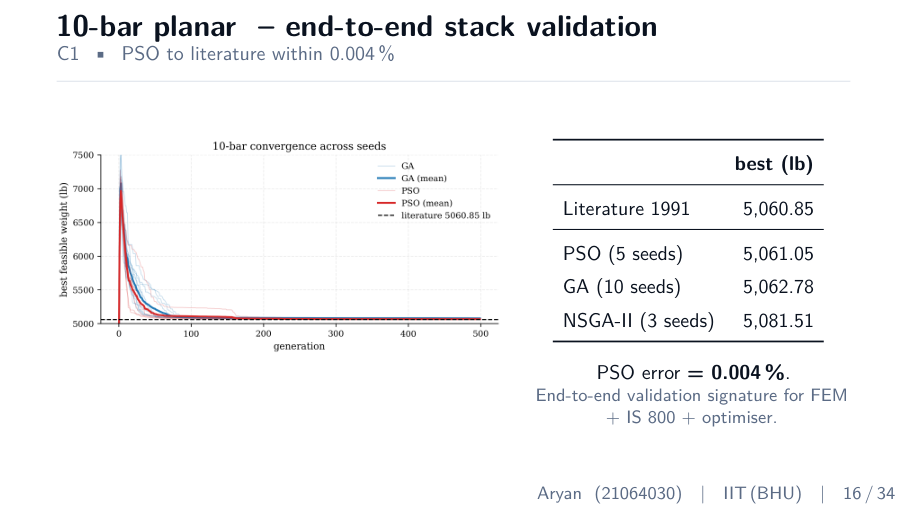 10-bar planar – end-to-end stack validation
C1 ▪ PSO to literature within 0.004 %
10-bar convergence across seeds
best feasible weight (lb)
7500
7000
6500
6000
5500
5000
GA
GA (mean)
PSO
PSO (mean)
literature 5060.85 lb
0 100 200 300 400 500
generation
best (lb)
Literature 1991 5,060.85
PSO (5 seeds) 5,061.05
GA (10 seeds) 5,062.78
NSGA-II (3 seeds) 5,081.51
PSO error = 0.004 %.
End-to-end validation signature for FEM
+ IS 800 + optimiser.
Aryan (21064030) | IIT (BHU) | 16 / 34